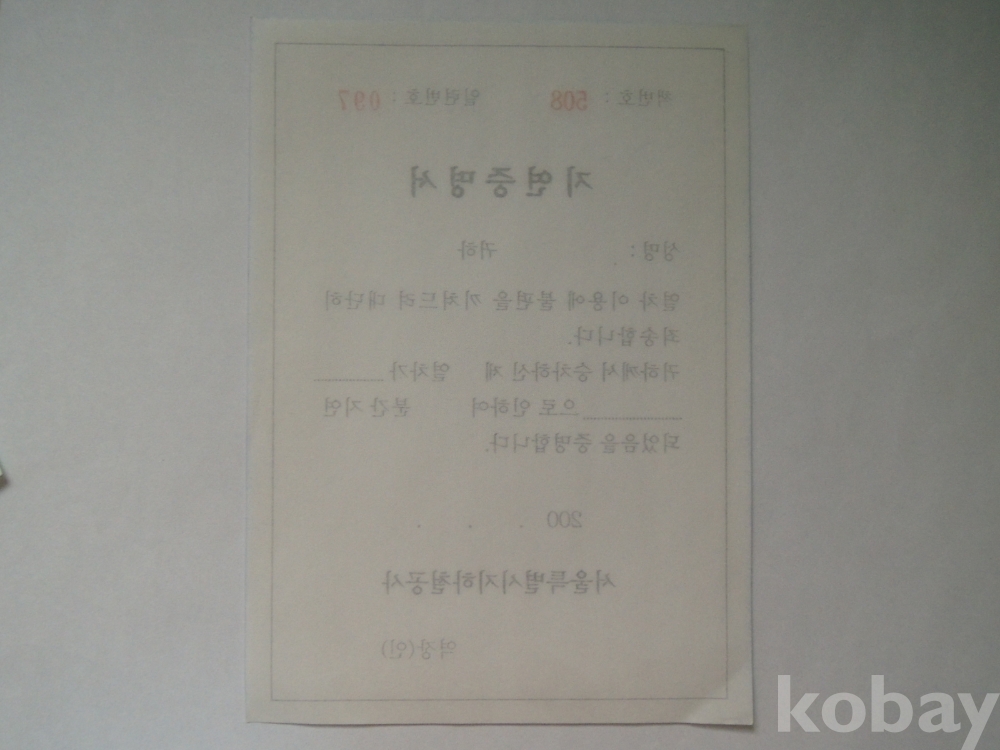 역번호 : 508 일련번호 : 097
지연증명서
성명 : 귀하
열차 이용에 불편을 끼쳐드려 대단히
죄송합니다.
귀하께서 승차하신 제 열차가
으로 인하여 분간 지연
되었음을 증명합니다.
200 . . .
서울특별시지하철공사
역장(인)
kobay